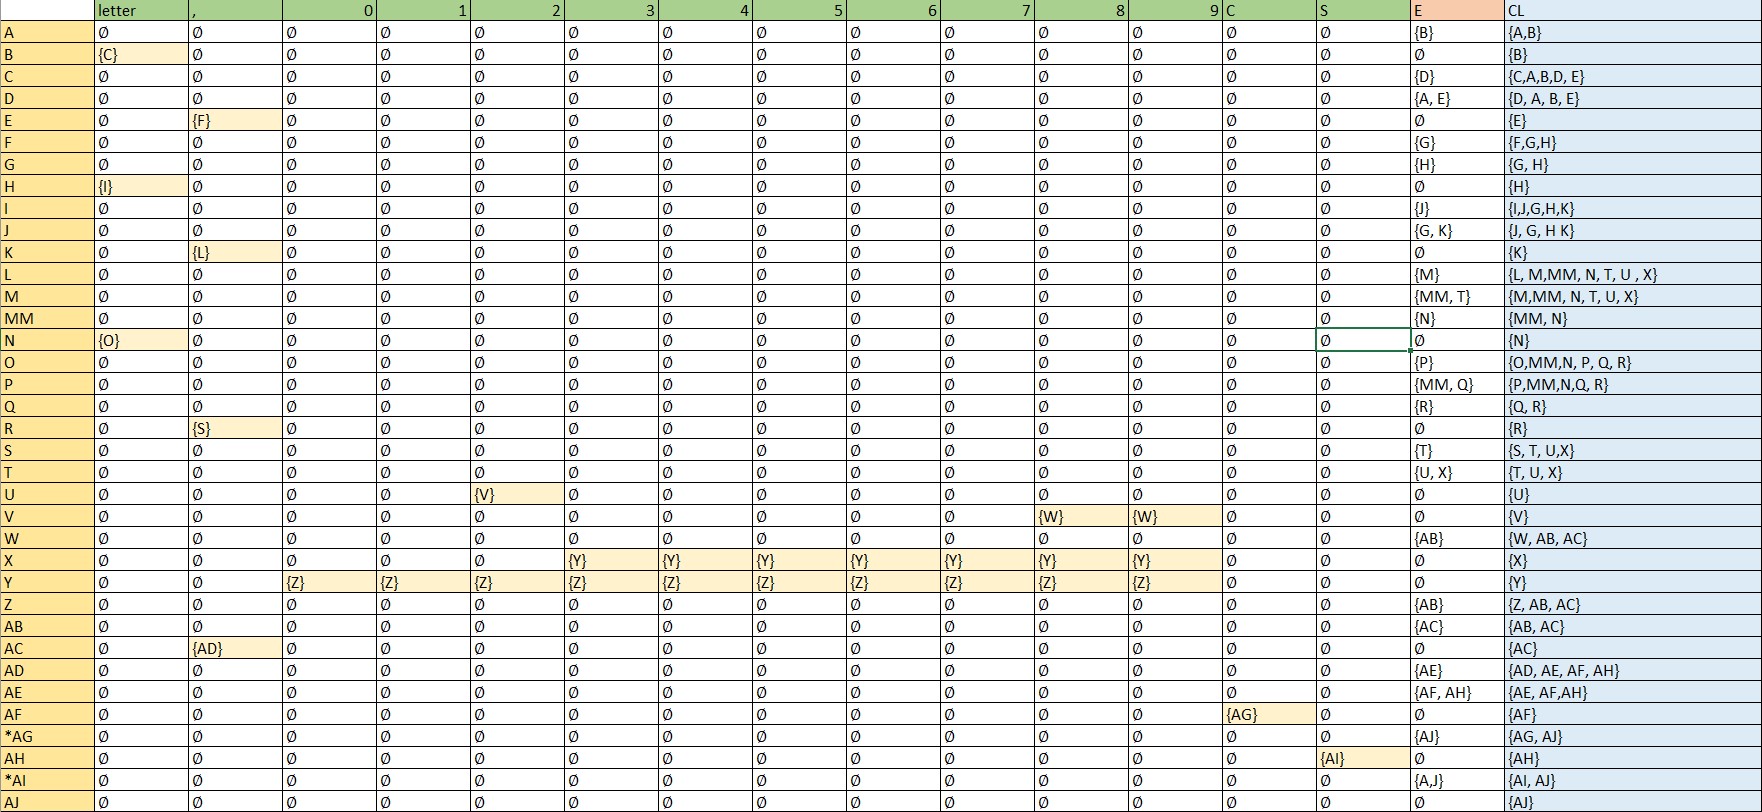 letter , 0 1 2 3 4 5 6 7 8 9 C S E CL
A Ø Ø Ø Ø Ø Ø Ø Ø Ø Ø Ø Ø Ø Ø {B} {A,B}
B {C} Ø Ø Ø Ø Ø Ø Ø Ø Ø Ø Ø Ø Ø Ø {B}
C Ø Ø Ø Ø Ø Ø Ø Ø Ø Ø Ø Ø Ø Ø {D} {C,A,B,D, E}
D Ø Ø Ø Ø Ø Ø Ø Ø Ø Ø Ø Ø Ø Ø {A, E} {D, A, B, E}
E Ø {F} Ø Ø Ø Ø Ø Ø Ø Ø Ø Ø Ø Ø Ø {E}
F Ø Ø Ø Ø Ø Ø Ø Ø Ø Ø Ø Ø Ø Ø {G} {F,G,H}
G Ø Ø Ø Ø Ø Ø Ø Ø Ø Ø Ø Ø Ø Ø {H} {G, H}
H {I} Ø Ø Ø Ø Ø Ø Ø Ø Ø Ø Ø Ø Ø Ø {H}
I Ø Ø Ø Ø Ø Ø Ø Ø Ø Ø Ø Ø Ø Ø {J} {I,J,G,H,K}
J Ø Ø Ø Ø Ø Ø Ø Ø Ø Ø Ø Ø Ø Ø {G, K} {J, G, H K}
K Ø {L} Ø Ø Ø Ø Ø Ø Ø Ø Ø Ø Ø Ø Ø {K}
L Ø Ø Ø Ø Ø Ø Ø Ø Ø Ø Ø Ø Ø Ø {M} {L, M,MM, N, T, U , X}
M Ø Ø Ø Ø Ø Ø Ø Ø Ø Ø Ø Ø Ø Ø {MM, T} {M,MM, N, T, U, X}
MM Ø Ø Ø Ø Ø Ø Ø Ø Ø Ø Ø Ø Ø Ø {N} {MM, N}
N {O} Ø Ø Ø Ø Ø Ø Ø Ø Ø Ø Ø Ø Ø Ø {N}
O Ø Ø Ø Ø Ø Ø Ø Ø Ø Ø Ø Ø Ø Ø {P} {O,MM,N, P, Q, R}
P Ø Ø Ø Ø Ø Ø Ø Ø Ø Ø Ø Ø Ø Ø {MM, Q} {P,MM,N,Q, R}
Q Ø Ø Ø Ø Ø Ø Ø Ø Ø Ø Ø Ø Ø Ø {R} {Q, R}
R Ø {S} Ø Ø Ø Ø Ø Ø Ø Ø Ø Ø Ø Ø Ø {R}
S Ø Ø Ø Ø Ø Ø Ø Ø Ø Ø Ø Ø Ø Ø {T} {S, T, U,X}
T Ø Ø Ø Ø Ø Ø Ø Ø Ø Ø Ø Ø Ø Ø {U, X} {T, U, X}
U Ø Ø Ø Ø {V} Ø Ø Ø Ø Ø Ø Ø Ø Ø Ø {U}
V Ø Ø Ø Ø Ø Ø Ø Ø Ø Ø {W} {W} Ø Ø Ø {V}
W Ø Ø Ø Ø Ø Ø Ø Ø Ø Ø Ø Ø Ø Ø {AB} {W, AB, AC}
X Ø Ø Ø Ø Ø {Y} {Y} {Y} {Y} {Y} {Y} {Y} Ø Ø Ø {X}
Y Ø Ø {Z} {Z} {Z} {Z} {Z} {Z} {Z} {Z} {Z} {Z} Ø Ø Ø {Y}
Z Ø Ø Ø Ø Ø Ø Ø Ø Ø Ø Ø Ø Ø Ø {AB} {Z, AB, AC}
AB Ø Ø Ø Ø Ø Ø Ø Ø Ø Ø Ø Ø Ø Ø {AC} {AB, AC}
AC Ø {AD} Ø Ø Ø Ø Ø Ø Ø Ø Ø Ø Ø Ø Ø {AC}
AD Ø Ø Ø Ø Ø Ø Ø Ø Ø Ø Ø Ø Ø Ø {AE} {AD, AE, AF, AH}
AE Ø Ø Ø Ø Ø Ø Ø Ø Ø Ø Ø Ø Ø Ø {AF, AH} {AE, AF,AH}
AF Ø Ø Ø Ø Ø Ø Ø Ø Ø Ø Ø Ø {AG} Ø Ø {AF}
*AG Ø Ø Ø Ø Ø Ø Ø Ø Ø Ø Ø Ø Ø Ø {AJ} {AG, AJ}
AH Ø Ø Ø Ø Ø Ø Ø Ø Ø Ø Ø Ø Ø {AI} Ø {AH}
*AI Ø Ø Ø Ø Ø Ø Ø Ø Ø Ø Ø Ø Ø Ø {A,J} {AI, AJ}
AJ Ø Ø Ø Ø Ø Ø Ø Ø Ø Ø Ø Ø Ø Ø Ø {AJ}